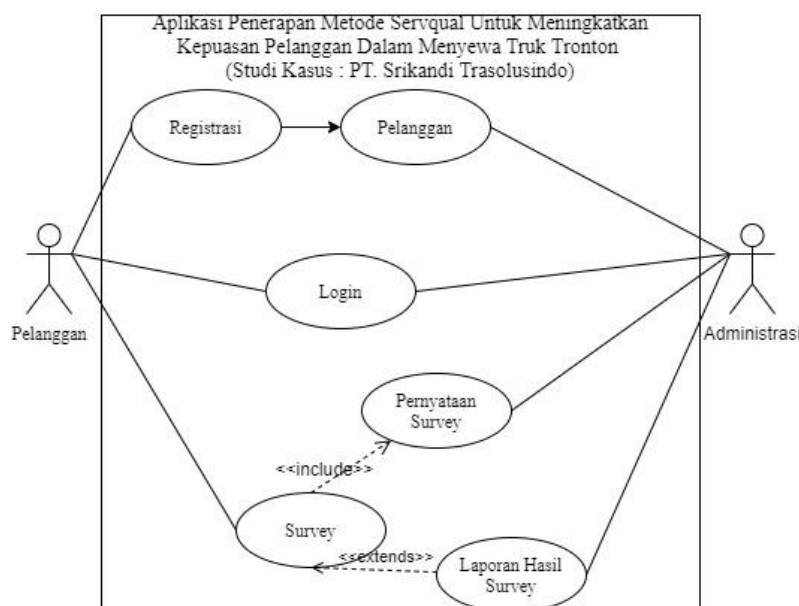 Aplikasi Penerapan Metode Servqual Untuk Meningkatkan
Kepuasan Pelanggan Dalam Menyewa Truk Tronton
(Studi Kasus : PT. Srikandi Trasolusindo)
Registrasi
Pelanggan
Login
Pelanggan
Administrasi
Pernyataan
Survey
<<include>>
Survey
<<extends>>
Laporan Hasil
Survey